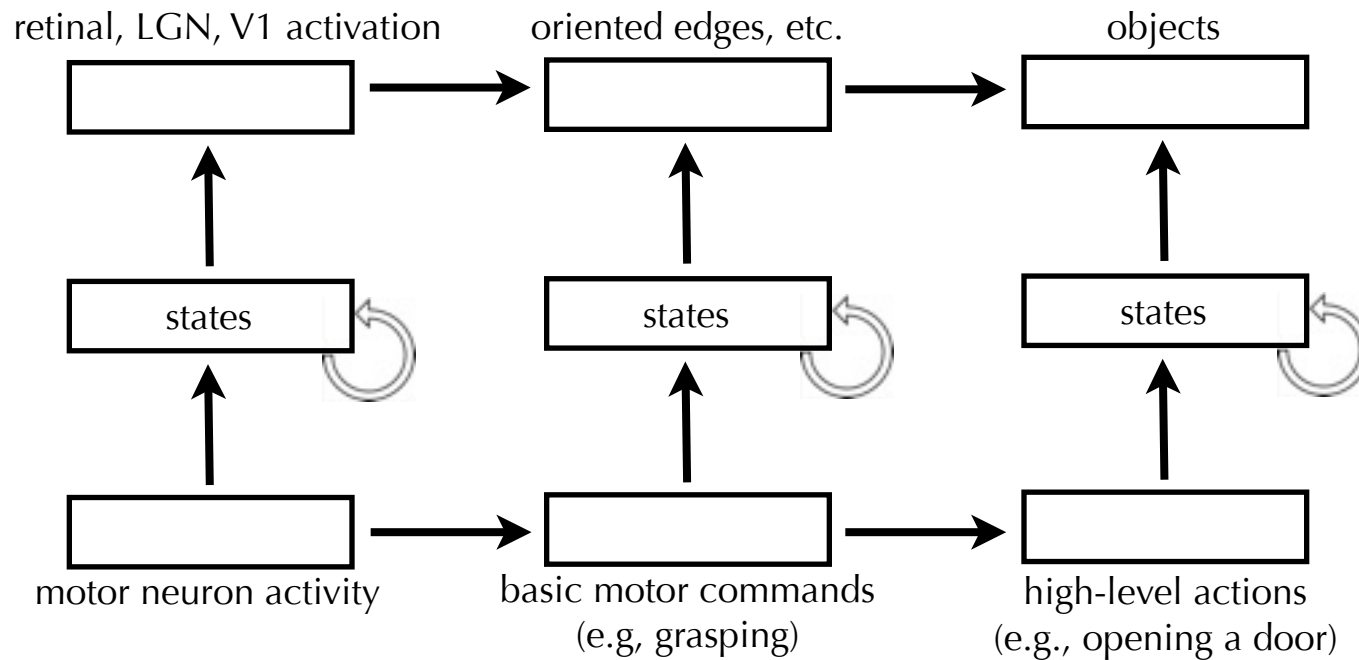 retinal, LGN, V1 activation
oriented edges, etc.
objects
states
states
states
motor neuron activity
basic motor commands
(e.g, grasping)
high-level actions
(e.g., opening a door)